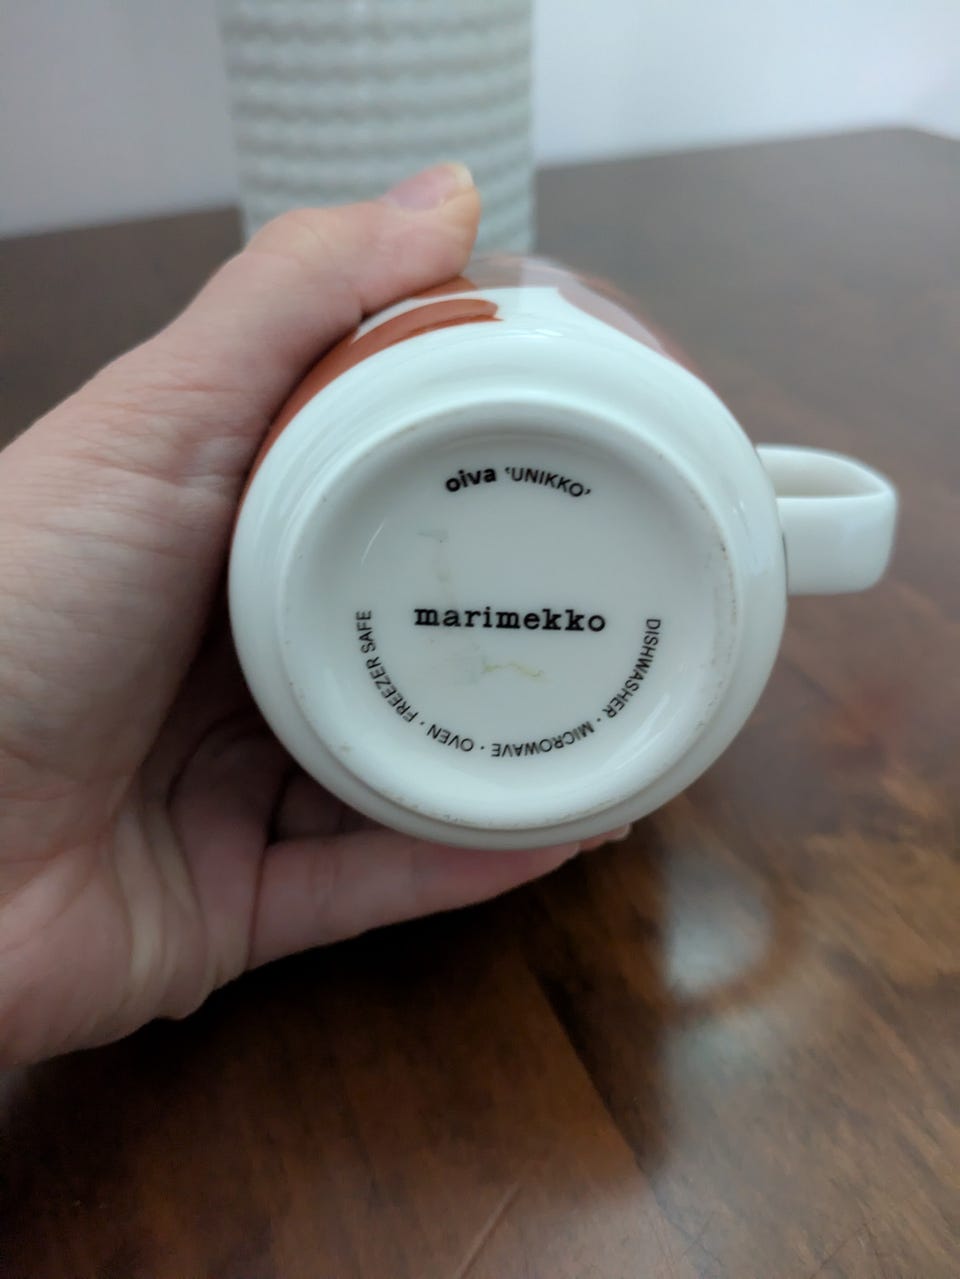 oiva 'UNIKKO'
marimekko
DISHWASHER · MICROWAVE · OVEN · FREEZER SAFE